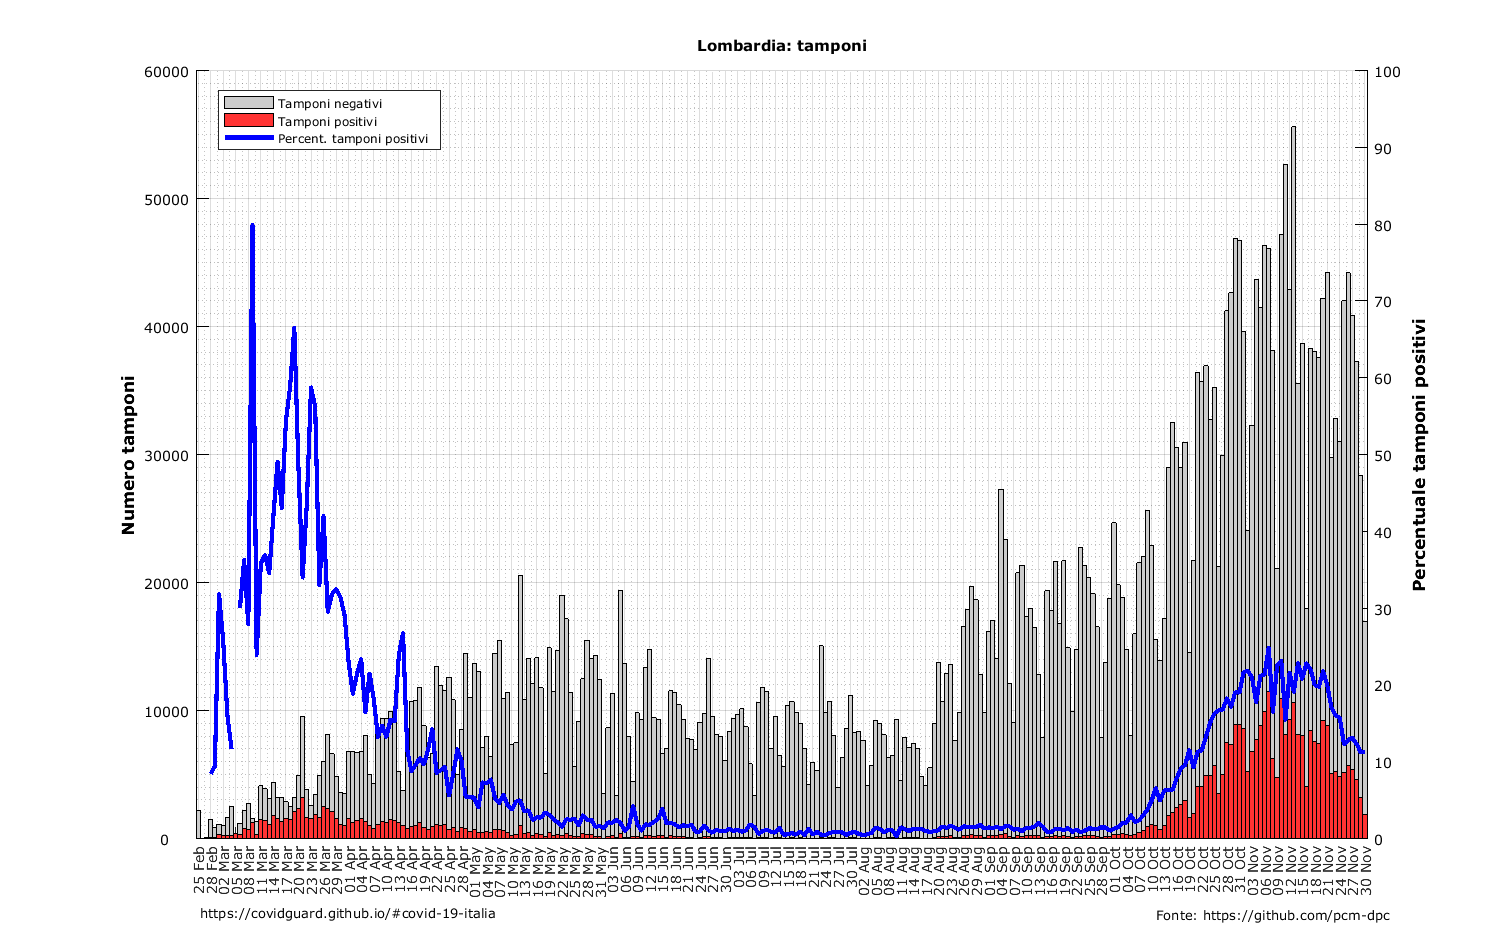 Lombardia: tamponi
60000
50000
40000
30000
20000
10000
0
Numero tamponi
Tamponi negativi
Tamponi positivi
Percent. tamponi positivi
100
90
80
70
60
50
40
30
20
10
0
Percentuale tamponi positivi
25 Feb
28 Feb
02 Mar
05 Mar
08 Mar
11 Mar
14 Mar
17 Mar
20 Mar
23 Mar
26 Mar
29 Mar
01 Apr
04 Apr
07 Apr
10 Apr
13 Apr
16 Apr
19 Apr
22 Apr
25 Apr
28 Apr
01 May
04 May
07 May
10 May
13 May
16 May
19 May
22 May
25 May
28 May
31 May
03 Jun
06 Jun
09 Jun
12 Jun
15 Jun
18 Jun
21 Jun
24 Jun
27 Jun
30 Jun
03 Jul
06 Jul
09 Jul
12 Jul
15 Jul
18 Jul
21 Jul
24 Jul
27 Jul
30 Jul
02 Aug
05 Aug
08 Aug
11 Aug
14 Aug
17 Aug
20 Aug
23 Aug
26 Aug
29 Aug
01 Sep
04 Sep
07 Sep
10 Sep
13 Sep
16 Sep
19 Sep
22 Sep
25 Sep
28 Sep
01 Oct
04 Oct
07 Oct
10 Oct
13 Oct
16 Oct
19 Oct
22 Oct
25 Oct
28 Oct
31 Oct
03 Nov
06 Nov
09 Nov
12 Nov
15 Nov
18 Nov
21 Nov
24 Nov
27 Nov
30 Nov
https://covidguard.github.io/#covid-19-italia
Fonte: https://github.com/pcm-dpc